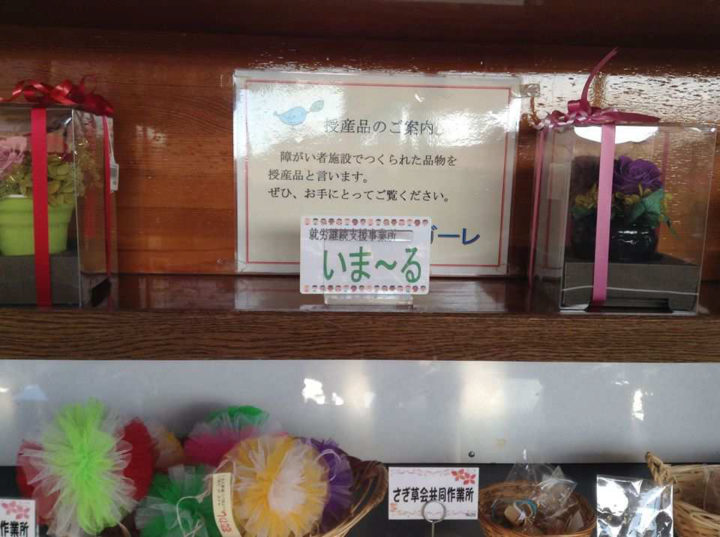 授産品のご案内
障がい者施設でつくられた品物を
授産品と言います。
ぜひ、お手にとってご覧ください。
ガーレ
就労継続支援事業所
いま～る
さぎ草会共同作業所
作業所